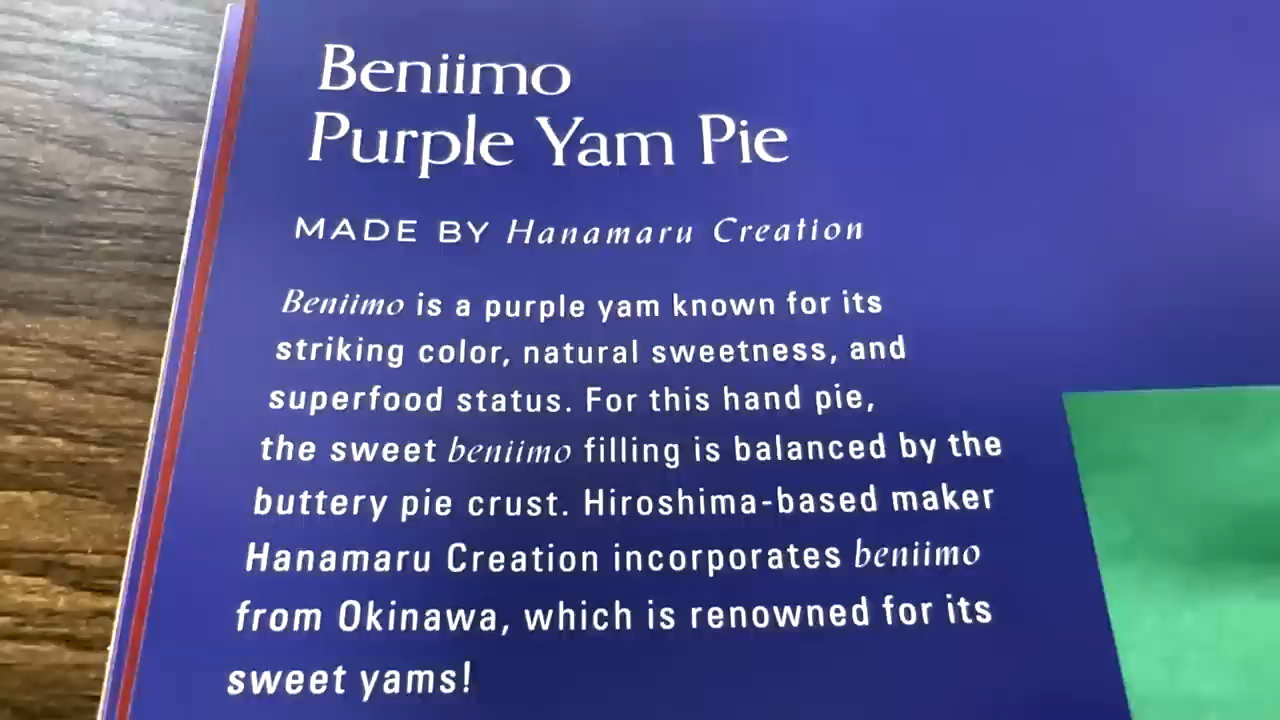 Beniimo
Purple Yam Pie
MADE BY Hanamaru Creation
Beniimo is a purple yam known for its
striking color, natural sweetness, and
superfood status. For this hand pie,
the sweet beniimo filling is balanced by the
buttery pie crust. Hiroshima-based maker
Hanamaru Creation incorporates beniimo
from Okinawa, which is renowned for its
sweet yams!